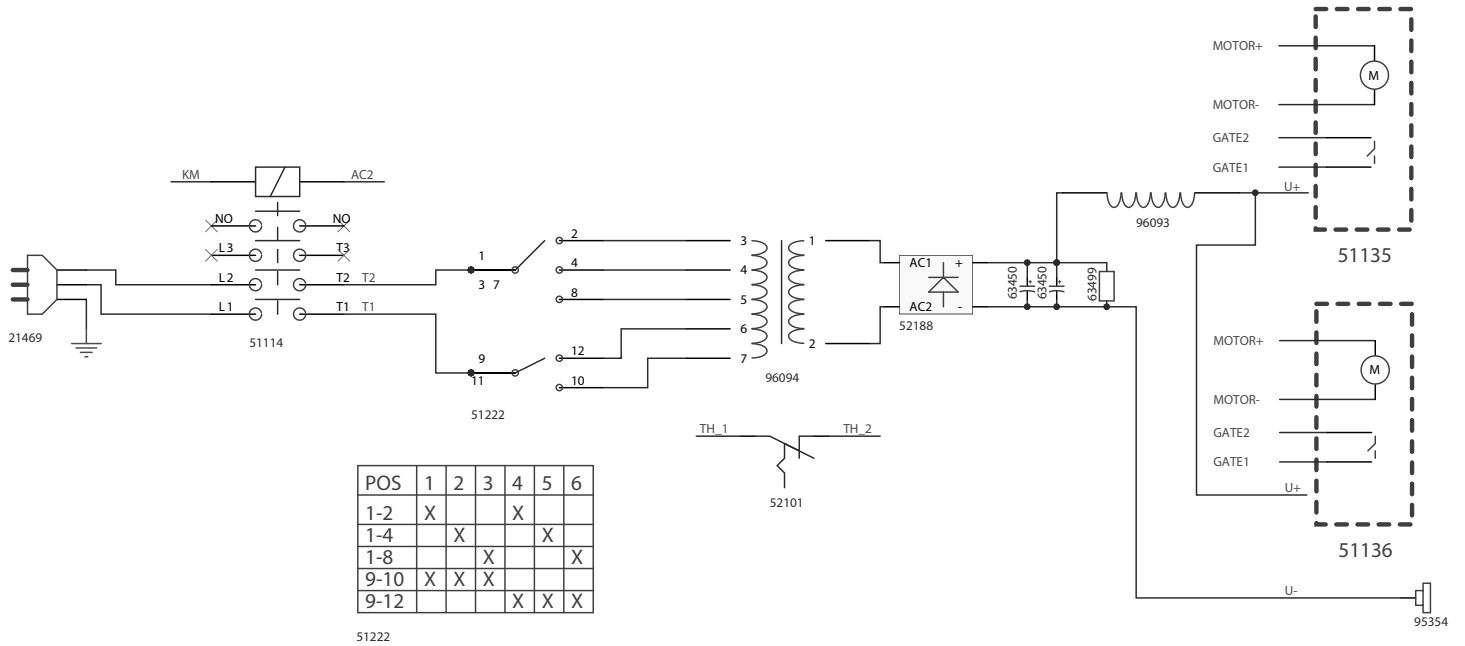 MOTOR+
M
MOTOR-
GATE2
GATE1
U+
51135
KM
AC2
NO
NO
L3
T3
L2
T2
T2
L1
T1
T1
21469
51114
1
3 7
2
4
8
9
11
12
10
51222
3
4
5
6
7
1
2
96094
AC1
+
AC2
-
52188
63450
63450
63499
96093
MOTOR+
M
MOTOR-
GATE2
GATE1
U+
51136
TH_1
TH_2
52101
POS 1 2 3 4 5 6
1-2 X X
1-4 X X
1-8 X X
9-10 X X X
9-12 X X X
51222
U-
95354